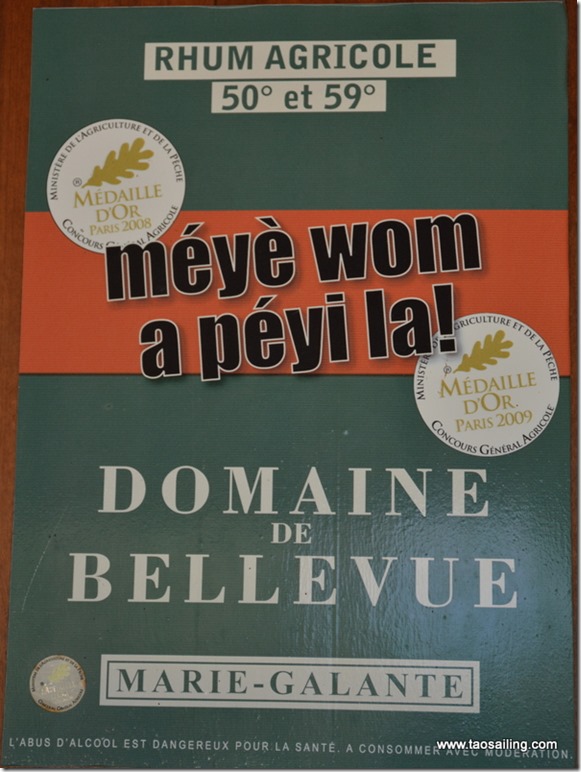 RHUM AGRICOLE
50° et 59°
MINISTÈRE DE L'AGRICULTURE ET DE LA PÊCHE
®
MÉDAILLE
D'OR
PARIS 2008
CONCOURS GÉNÉRAL AGRICOLE
méyè wom
a péyi la!
MINISTÈRE DE L'AGRICULTURE ET DE LA PÊCHE
®
MÉDAILLE
D'OR
PARIS 2009
CONCOURS GÉNÉRAL AGRICOLE
DOMAINE
DE
BELLEVUE
MARIE-GALANTE
L'ABUS D'ALCOOL EST DANGEREUX POUR LA SANTÉ. A CONSOMMER AVEC MODÉRATION.
www.taosailing.com